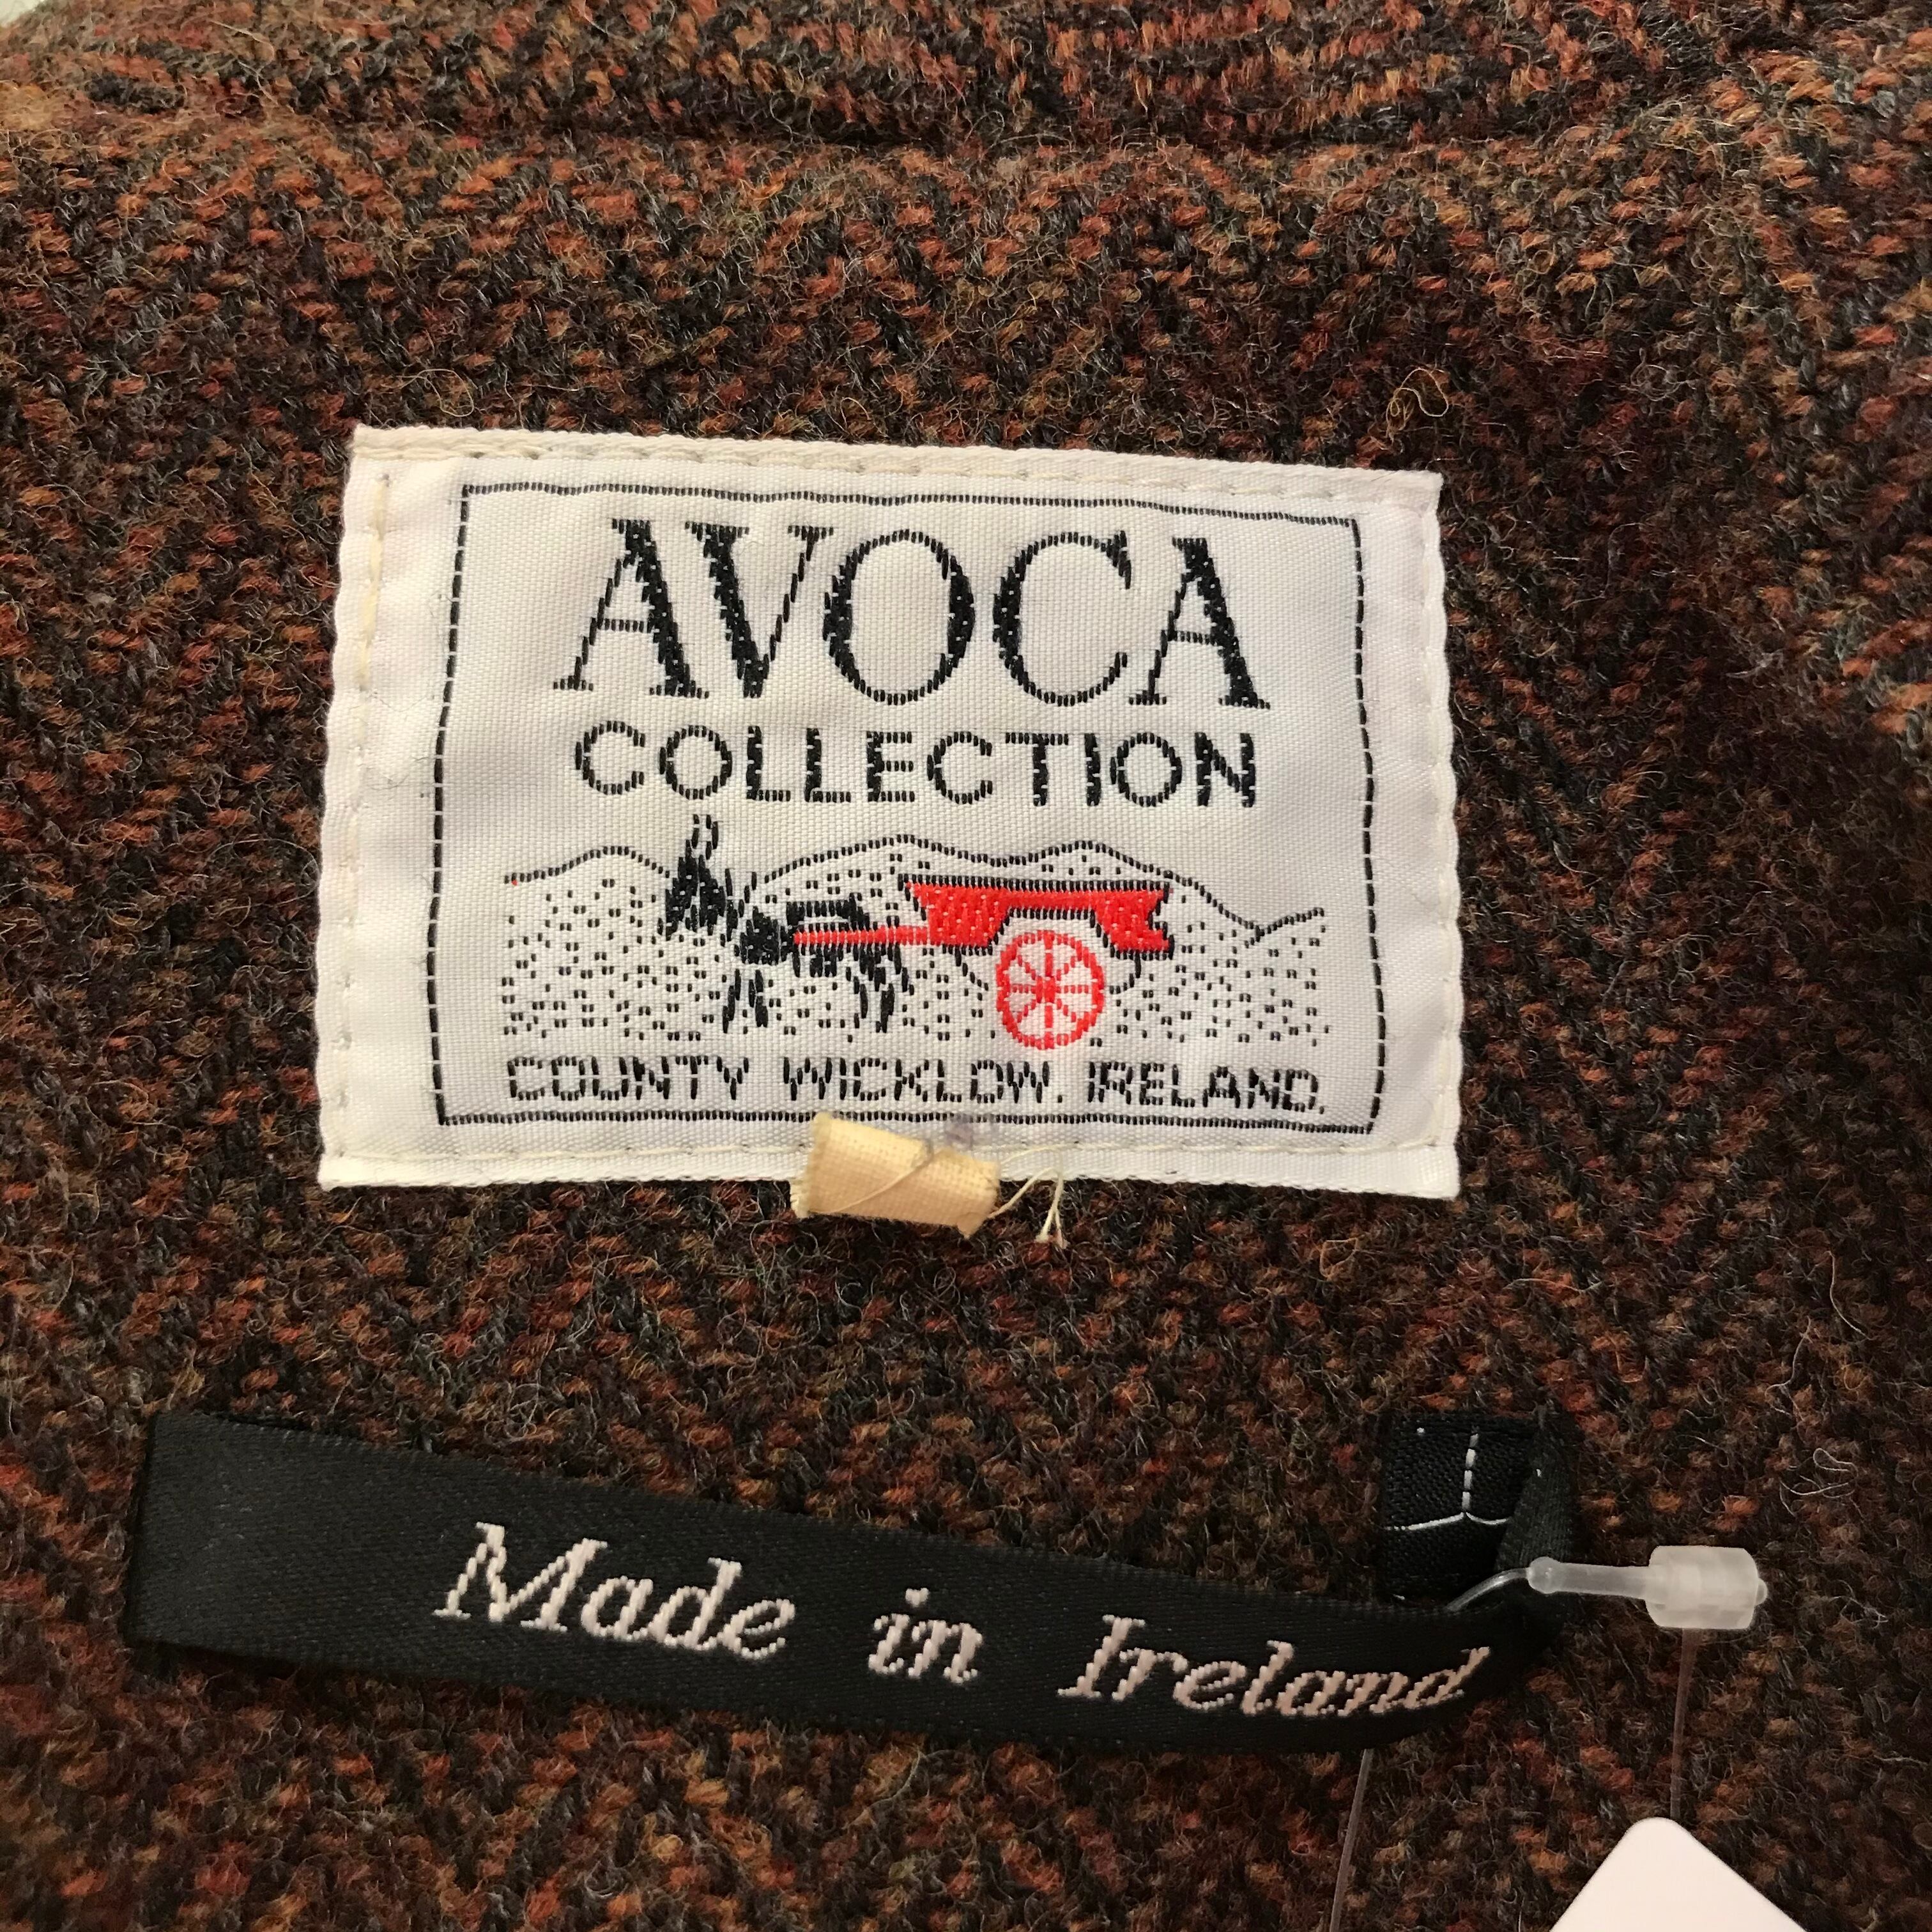 AVOCA
COLLECTION
COUNTY WICKLOW. IRELAND.
Made in Ireland